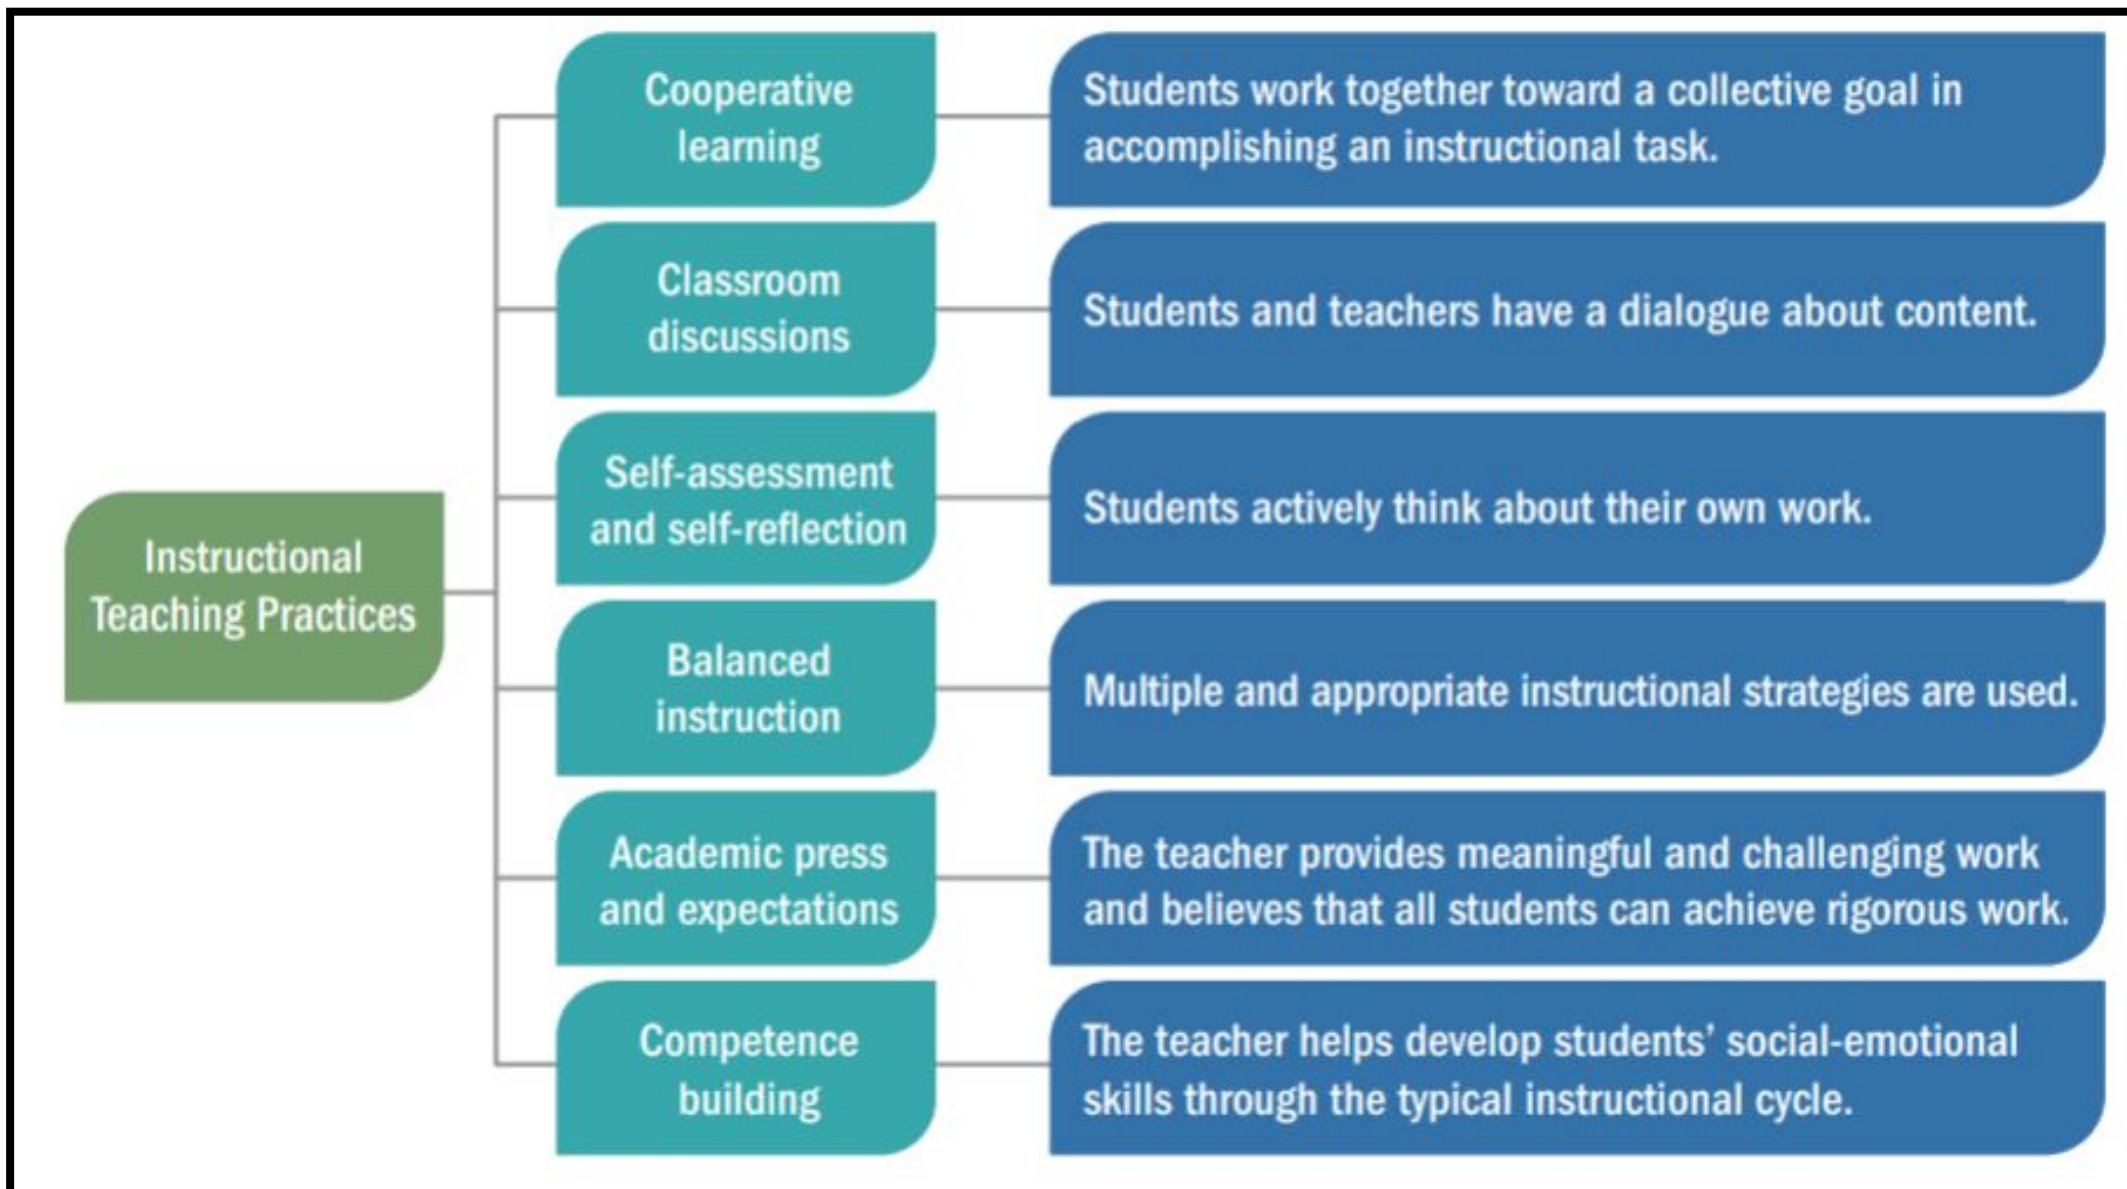 Instructional
Teaching Practices
Cooperative
learning
Students work together toward a collective goal in
accomplishing an instructional task.
Classroom
discussions
Students and teachers have a dialogue about content.
Self-assessment
and self-reflection
Students actively think about their own work.
Balanced
instruction
Multiple and appropriate instructional strategies are used.
Academic press
and expectations
The teacher provides meaningful and challenging work
and believes that all students can achieve rigorous work.
Competence
building
The teacher helps develop students’ social-emotional
skills through the typical instructional cycle.